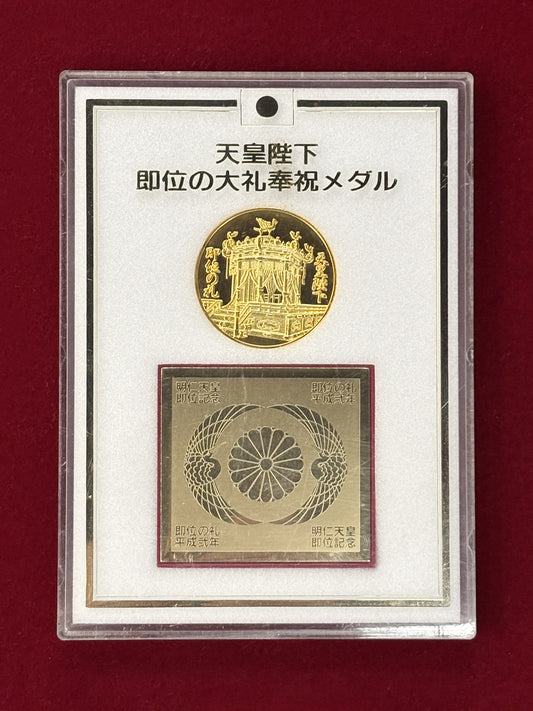 天皇陛下
即位の大礼奉祝メダル
天皇陛下
即位の礼
明仁天皇
即位記念
即位の礼
平成弐年
即位の礼
平成弐年
明仁天皇
即位記念